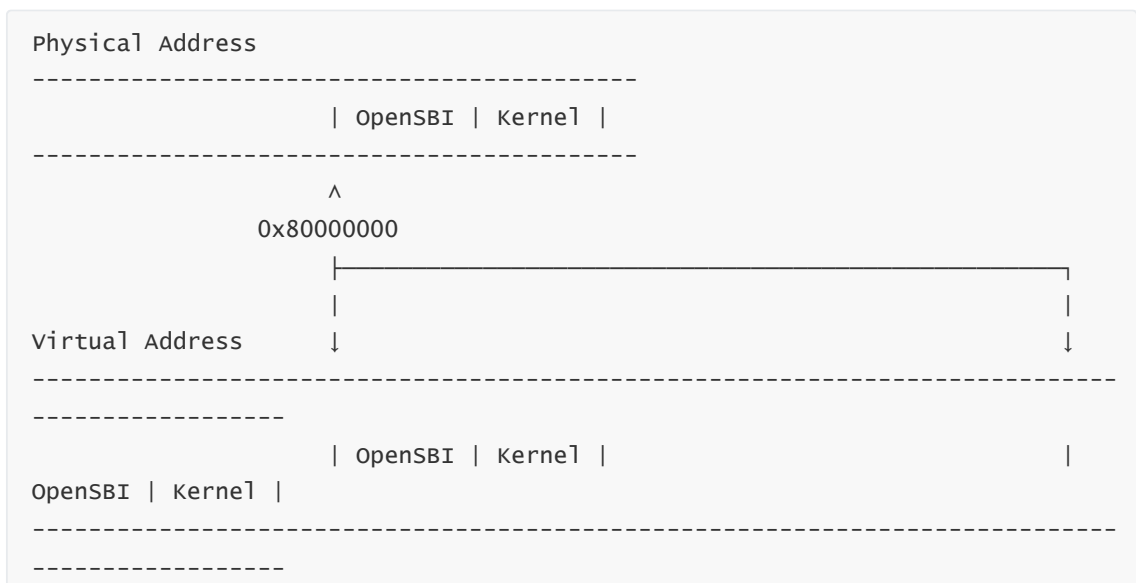 Physical Address
-------------------------------------------
                     | OpenSBI | Kernel |
-------------------------------------------
                     ^
                0x80000000
                     ├───────────────────────────────────────────────────┐
                     |                                                   |
Virtual Address      ↓                                                   ↓
-----------------------------------------------------------------------------
------------------
                     | OpenSBI | Kernel |                                |
OpenSBI | Kernel |
-----------------------------------------------------------------------------
------------------